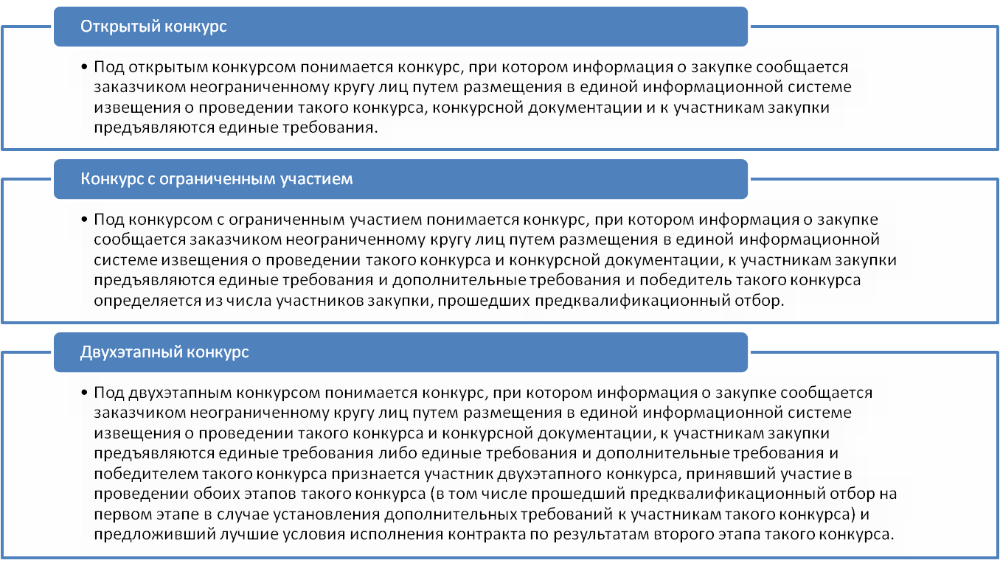 Открытый конкурс
• Под открытым конкурсом понимается конкурс, при котором информация о закупке сообщается
заказчиком неограниченному кругу лиц путем размещения в единой информационной системе
извещения о проведении такого конкурса, конкурсной документации и к участникам закупки
предъявляются единые требования.
Конкурс с ограниченным участием
• Под конкурсом с ограниченным участием понимается конкурс, при котором информация о закупке
сообщается заказчиком неограниченному кругу лиц путем размещения в единой информационной
системе извещения о проведении такого конкурса и конкурсной документации, к участникам закупки
предъявляются единые требования и дополнительные требования и победитель такого конкурса
определяется из числа участников закупки, прошедших предквалификационный отбор.
Двухэтапный конкурс
• Под двухэтапным конкурсом понимается конкурс, при котором информация о закупке сообщается
заказчиком неограниченному кругу лиц путем размещения в единой информационной системе
извещения о проведении такого конкурса и конкурсной документации, к участникам закупки
предъявляются единые требования либо единые требования и дополнительные требования и
победителем такого конкурса признается участник двухэтапного конкурса, принявший участие в
проведении обоих этапов такого конкурса (в том числе прошедший предквалификационный отбор на
первом этапе в случае установления дополнительных требований к участникам такого конкурса) и
предложивший лучшие условия исполнения контракта по результатам второго этапа такого конкурса.